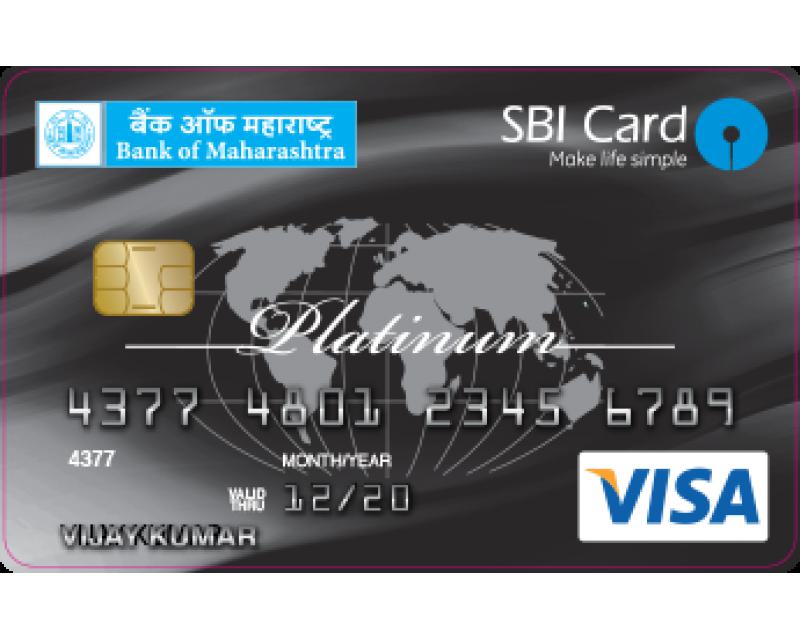 बैंक ऑफ महाराष्ट्र
Bank of Maharashtra
SBI Card
Make life simple
Platinum
4377 4801 2345 6789
4377
MONTH/YEAR
VALID THRU 12/20
VIJAY KUMAR
VISA